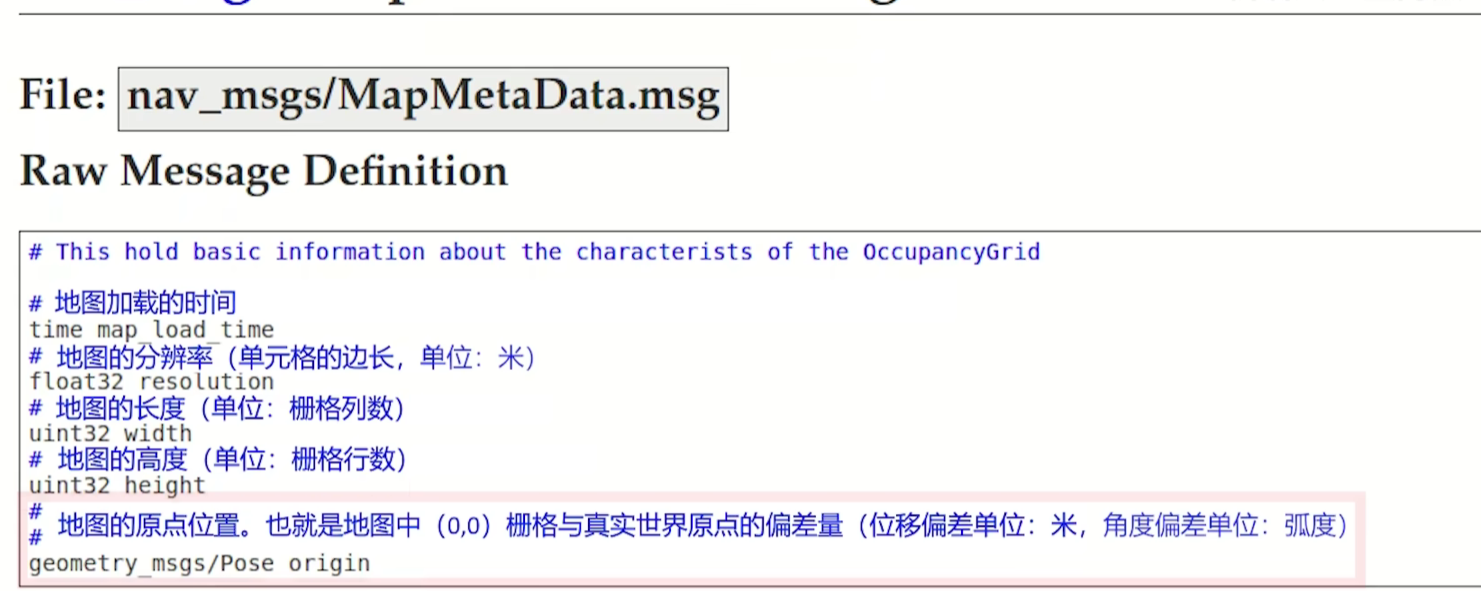 File: nav_msgs/MapMetaData.msg
Raw Message Definition
# This hold basic information about the characterists of the OccupancyGrid
# 地图加载的时间
time map_load_time
# 地图的分辨率（单元格的边长，单位：米）
float32 resolution
# 地图的长度（单位：栅格列数）
uint32 width
# 地图的高度（单位：栅格行数）
uint32 height
#
# 地图的原点位置。也就是地图中（0,0）栅格与真实世界原点的偏差量（位移偏差单位：米，角度偏差单位：弧度）
geometry_msgs/Pose origin